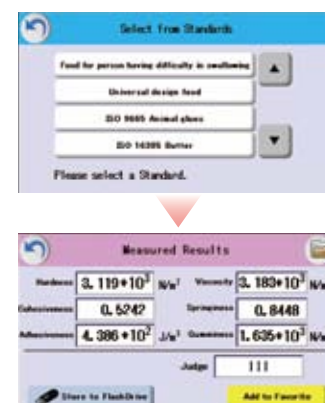 Select from Standards
Food for person having difficulty in swallowing
Universal design food
ISO 9665 Animal glues
ISO 16305 Butter
Please select a Standard.
Measured Results
Hardness 3. 119*10³ N/m² Viscosity 3. 183*10³ N/m
Cohesiveness 0. 5242 Springiness 0. 8448
Adhesiveness 4. 386*10² J/m³ Gumminess 1. 635*10³ N/m
Judge III
Store to FlashDrive Add to Favorite